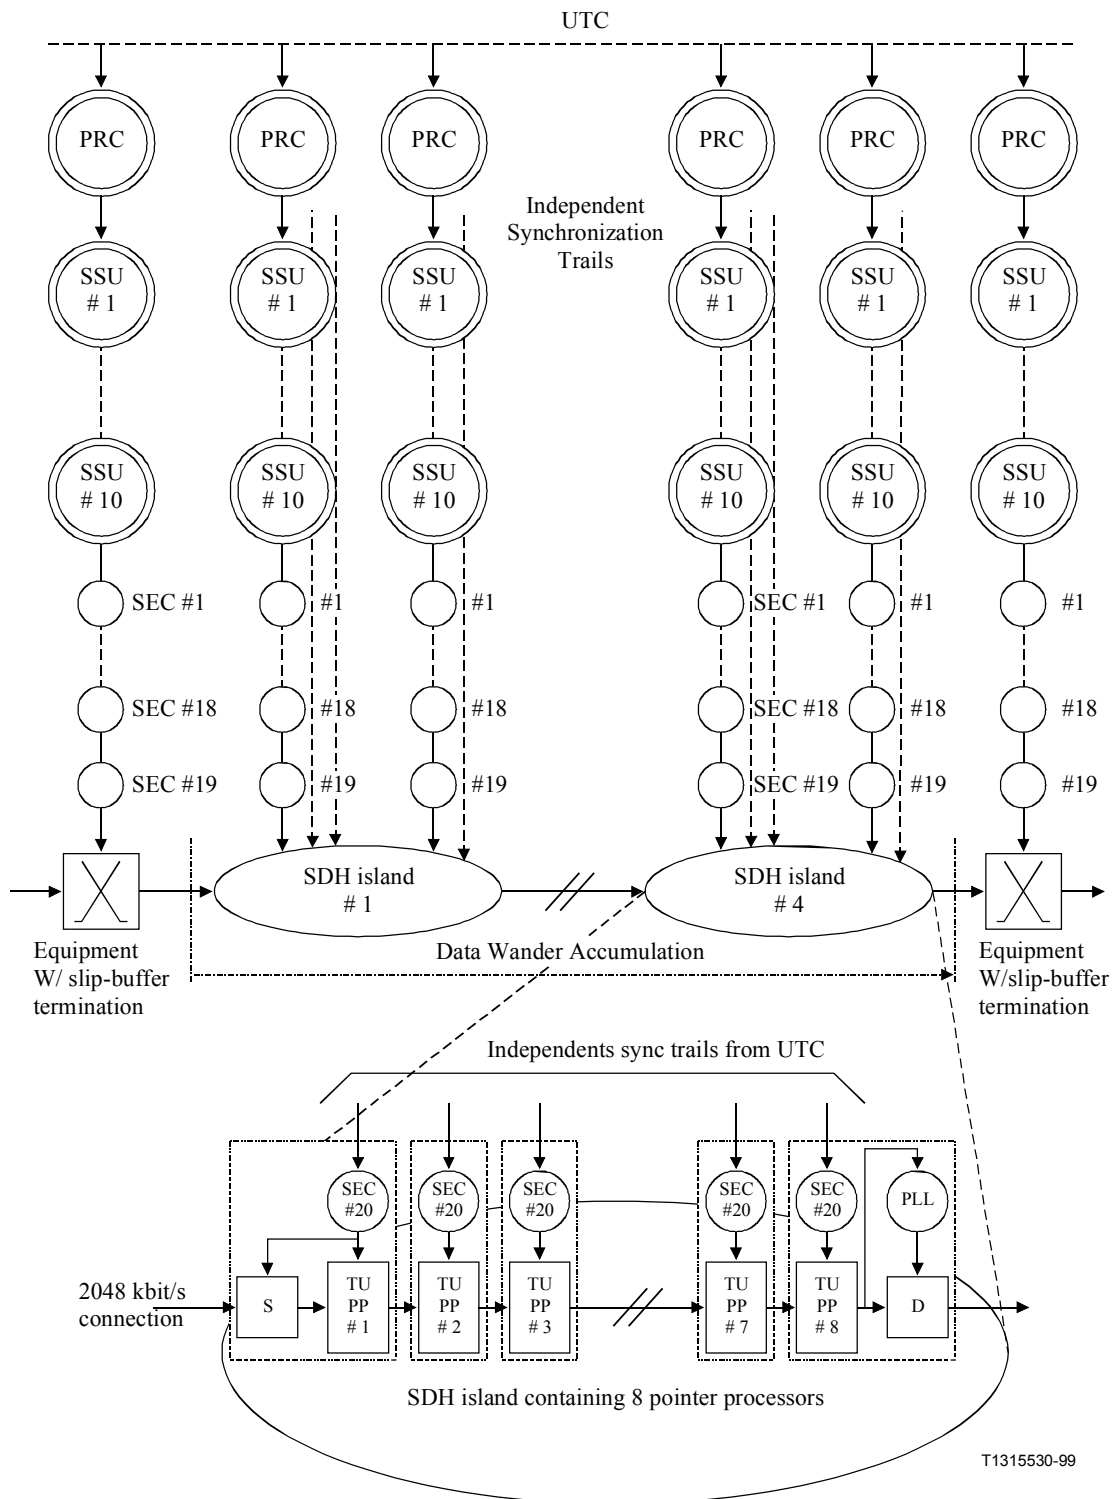 UTC
PRC PRC PRC PRC PRC PRC
Independent
Synchronization
Trails
SSU SSU SSU SSU SSU SSU
# 1 # 1 # 1 # 1 # 1 # 1
SSU SSU SSU SSU SSU SSU
# 10 # 10 # 10 # 10 # 10 # 10
SEC #1 #1 #1 SEC #1 #1 #1
SEC #18 #18 #18 SEC #18 #18 #18
SEC #19 #19 #19 SEC #19 #19 #19
SDH island
# 1
SDH island
# 4
Equipment
W/ slip-buffer
termination
Data Wander Accumulation
Equipment
W/slip-buffer
termination
Independents sync trails from UTC
SEC SEC SEC SEC SEC PLL
#20 #20 #20 #20 #20
2048 kbit/s
connection
S
TU
PP
# 1
TU
PP
# 2
TU
PP
# 3
TU
PP
# 7
TU
PP
# 8
D
SDH island containing 8 pointer processors
T1315530-99